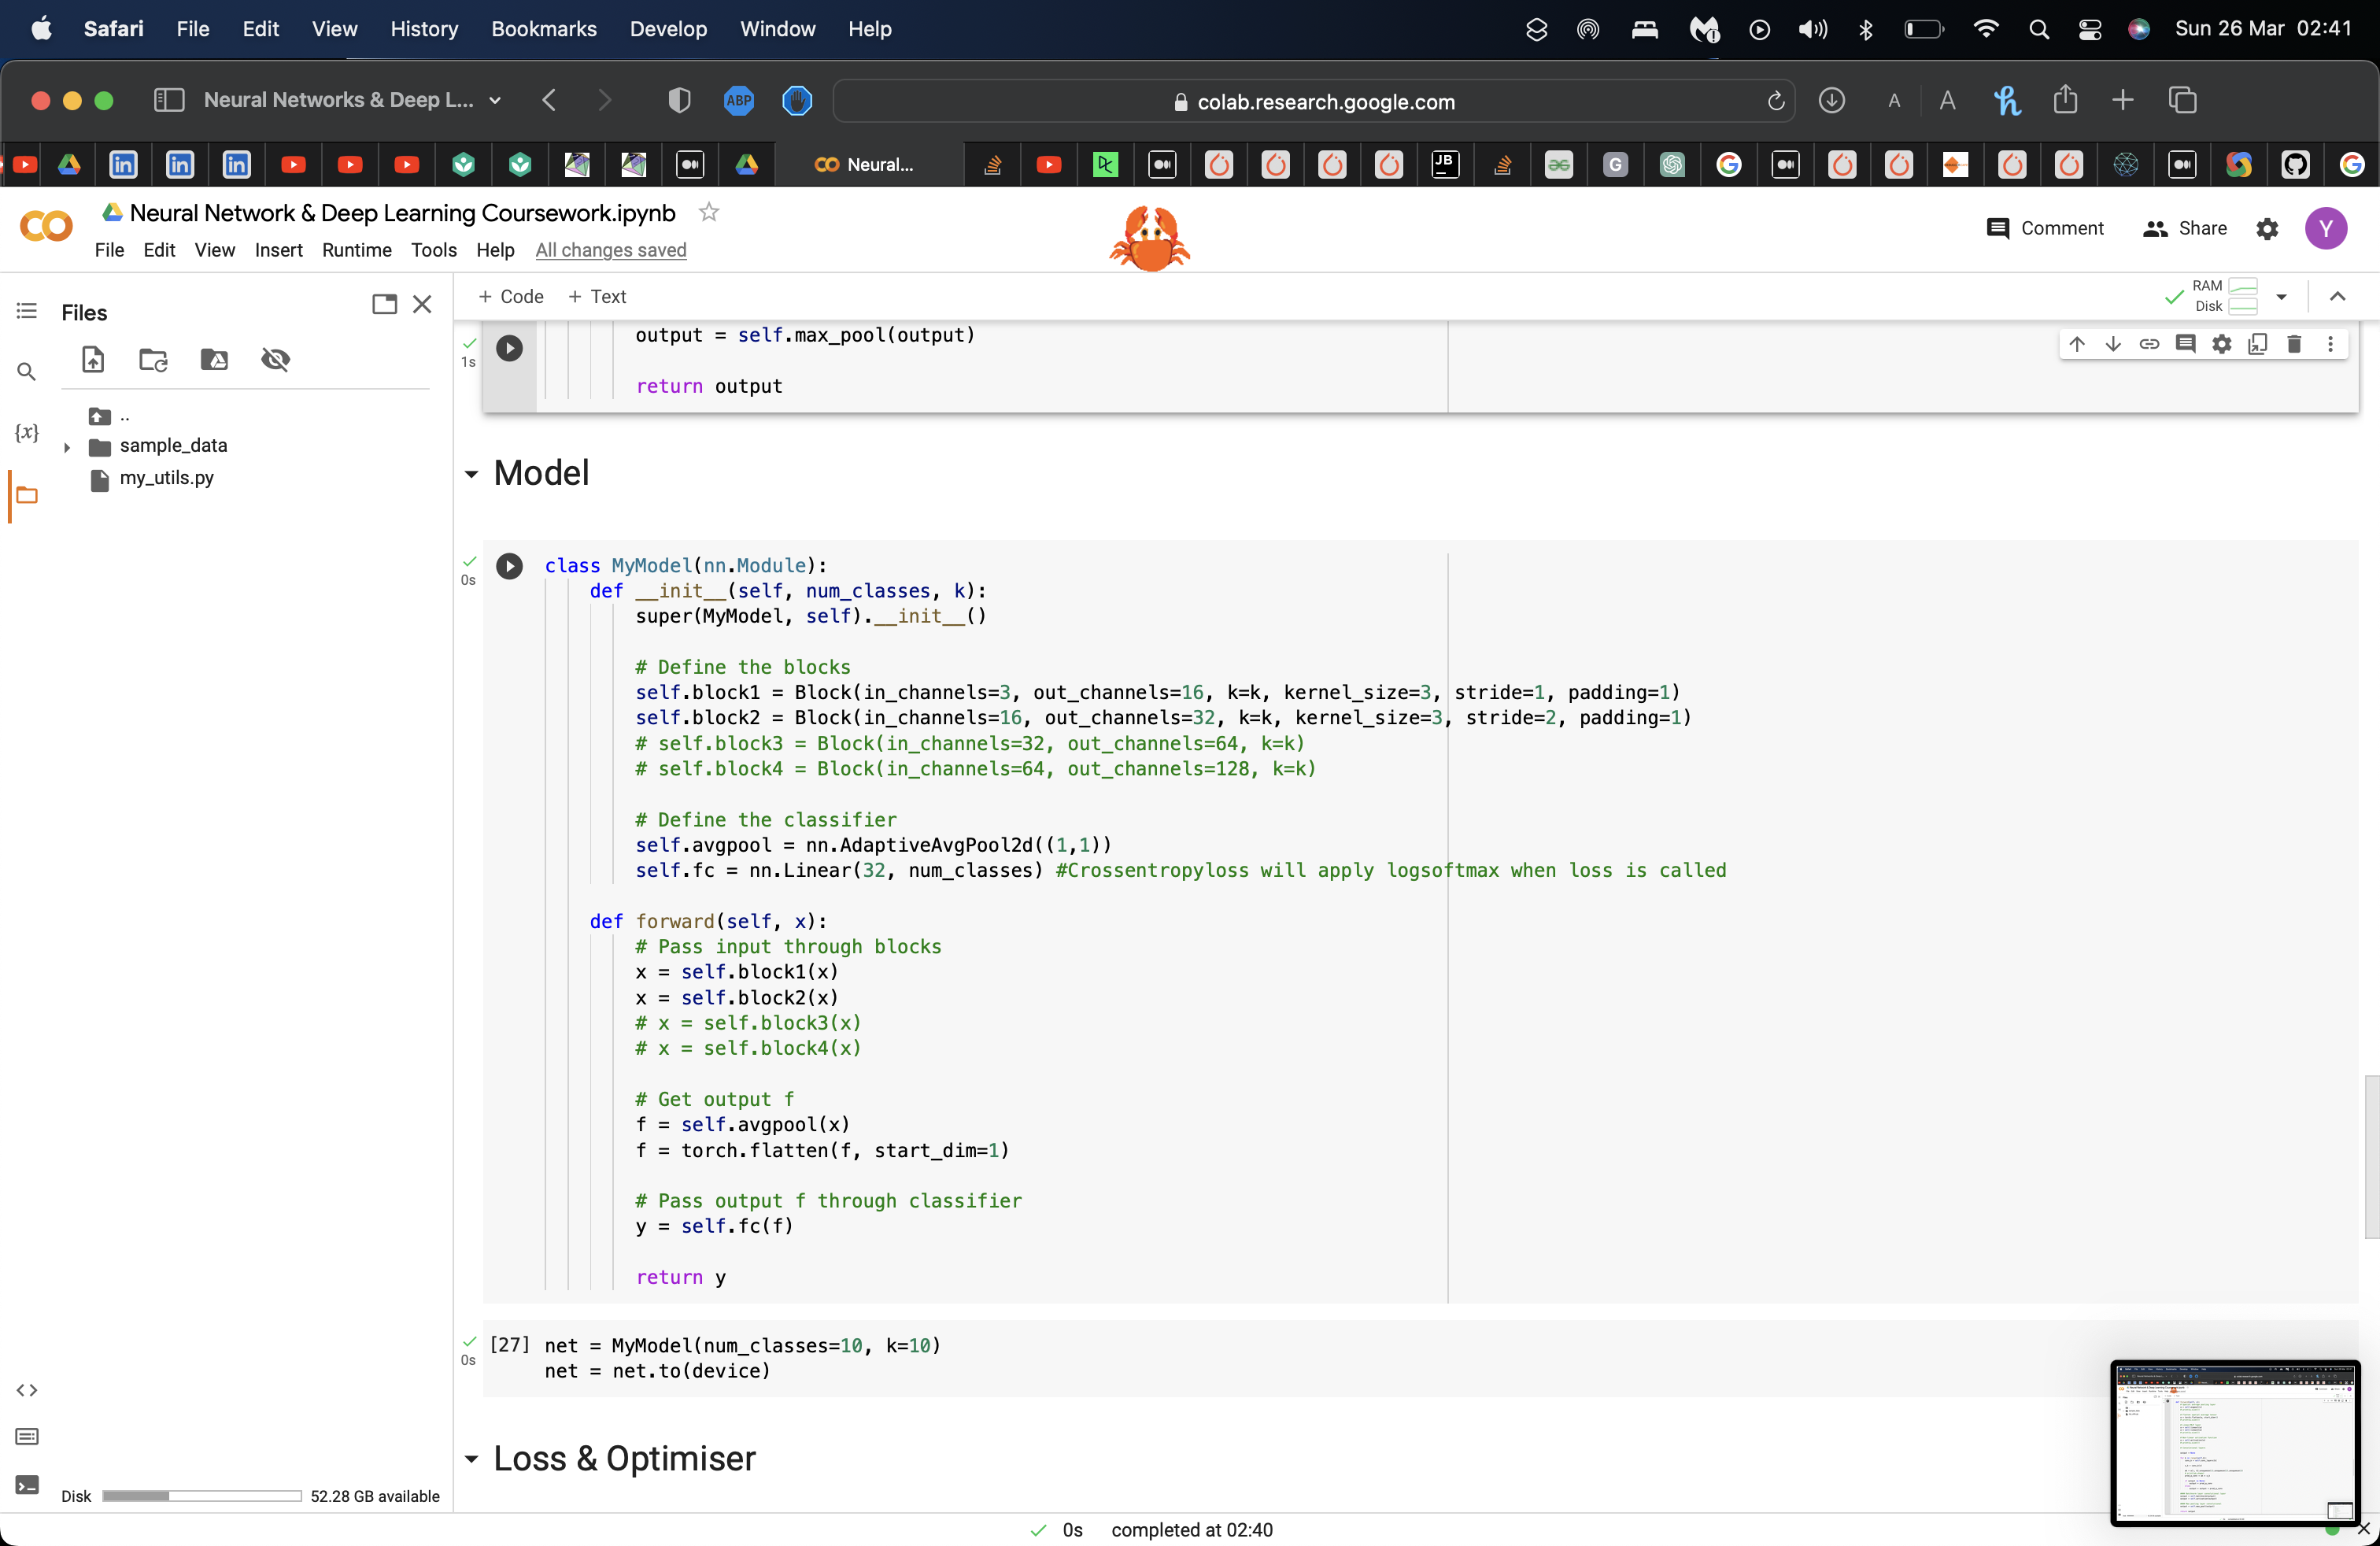 Safari File Edit View History Bookmarks Develop Window Help Sun 26 Mar 02:41
Neural Networks & Deep L... ABP colab.research.google.com A A
Neural...
Neural Network & Deep Learning Coursework.ipynb
File Edit View Insert Runtime Tools Help All changes saved
Comment Share Y
Files
+ Code + Text
RAM
Disk
..
sample_data
my_utils.py
{x}
1s
output = self.max_pool(output)
return output
Model
0s
class MyModel(nn.Module):
def __init__(self, num_classes, k):
super(MyModel, self).__init__()
# Define the blocks
self.block1 = Block(in_channels=3, out_channels=16, k=k, kernel_size=3, stride=1, padding=1)
self.block2 = Block(in_channels=16, out_channels=32, k=k, kernel_size=3, stride=2, padding=1)
# self.block3 = Block(in_channels=32, out_channels=64, k=k)
# self.block4 = Block(in_channels=64, out_channels=128, k=k)
# Define the classifier
self.avgpool = nn.AdaptiveAvgPool2d((1,1))
self.fc = nn.Linear(32, num_classes) #Crossentropyloss will apply logsoftmax when loss is called
def forward(self, x):
# Pass input through blocks
x = self.block1(x)
x = self.block2(x)
# x = self.block3(x)
# x = self.block4(x)
# Get output f
f = self.avgpool(x)
f = torch.flatten(f, start_dim=1)
# Pass output f through classifier
y = self.fc(f)
return y
0s
[27] net = MyModel(num_classes=10, k=10)
net = net.to(device)
Loss & Optimiser
Disk 52.28 GB available
0s completed at 02:40